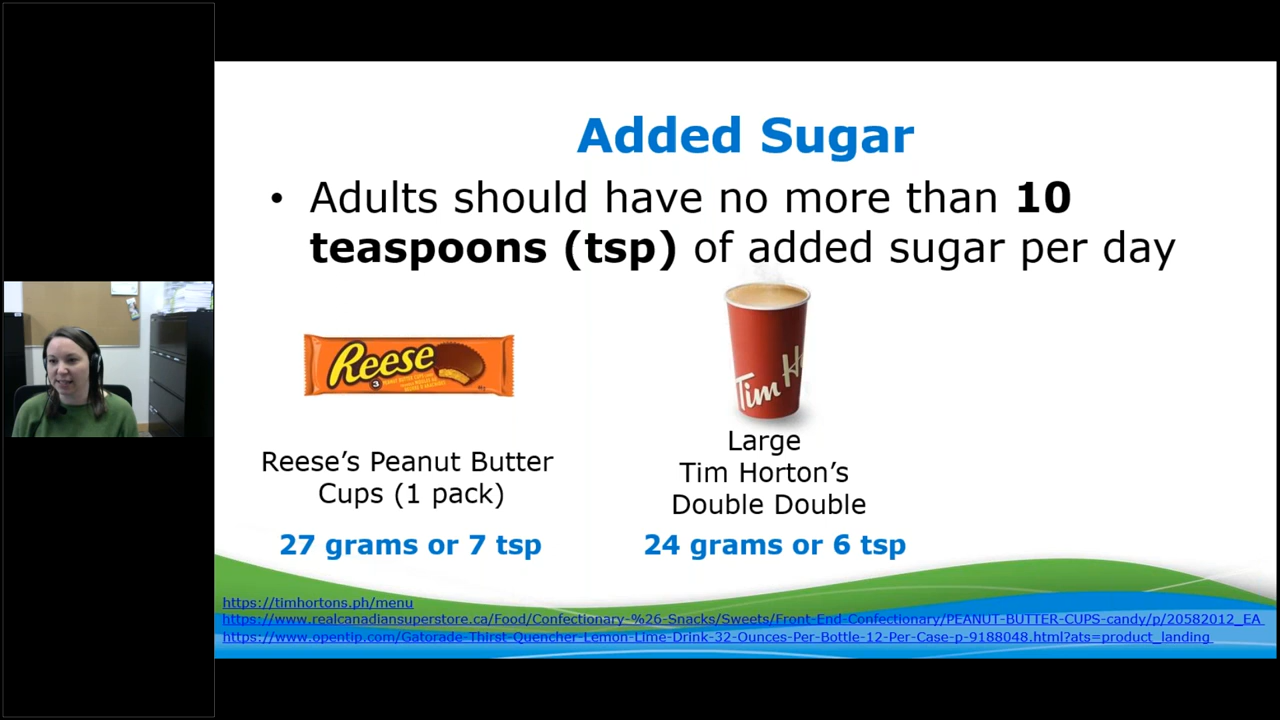 Added Sugar
• Adults should have no more than 10
teaspoons (tsp) of added sugar per day
Reese
3
Tim Ho
Reese's Peanut Butter
Cups (1 pack)
27 grams or 7 tsp
Large
Tim Horton's
Double Double
24 grams or 6 tsp
https://timhortons.ph/menu
https://www.realcanadiansuperstore.ca/Food/Confectionary-%26-Snacks/Sweets/Front-End-Confectionary/PEANUT-BUTTER-CUPS-candy/p/20582012_EA
https://www.opentip.com/Gatorade-Thirst-Quencher-Lemon-Lime-Drink-32-Ounces-Per-Bottle-12-Per-Case-p-9188048.html?ats=product_landing